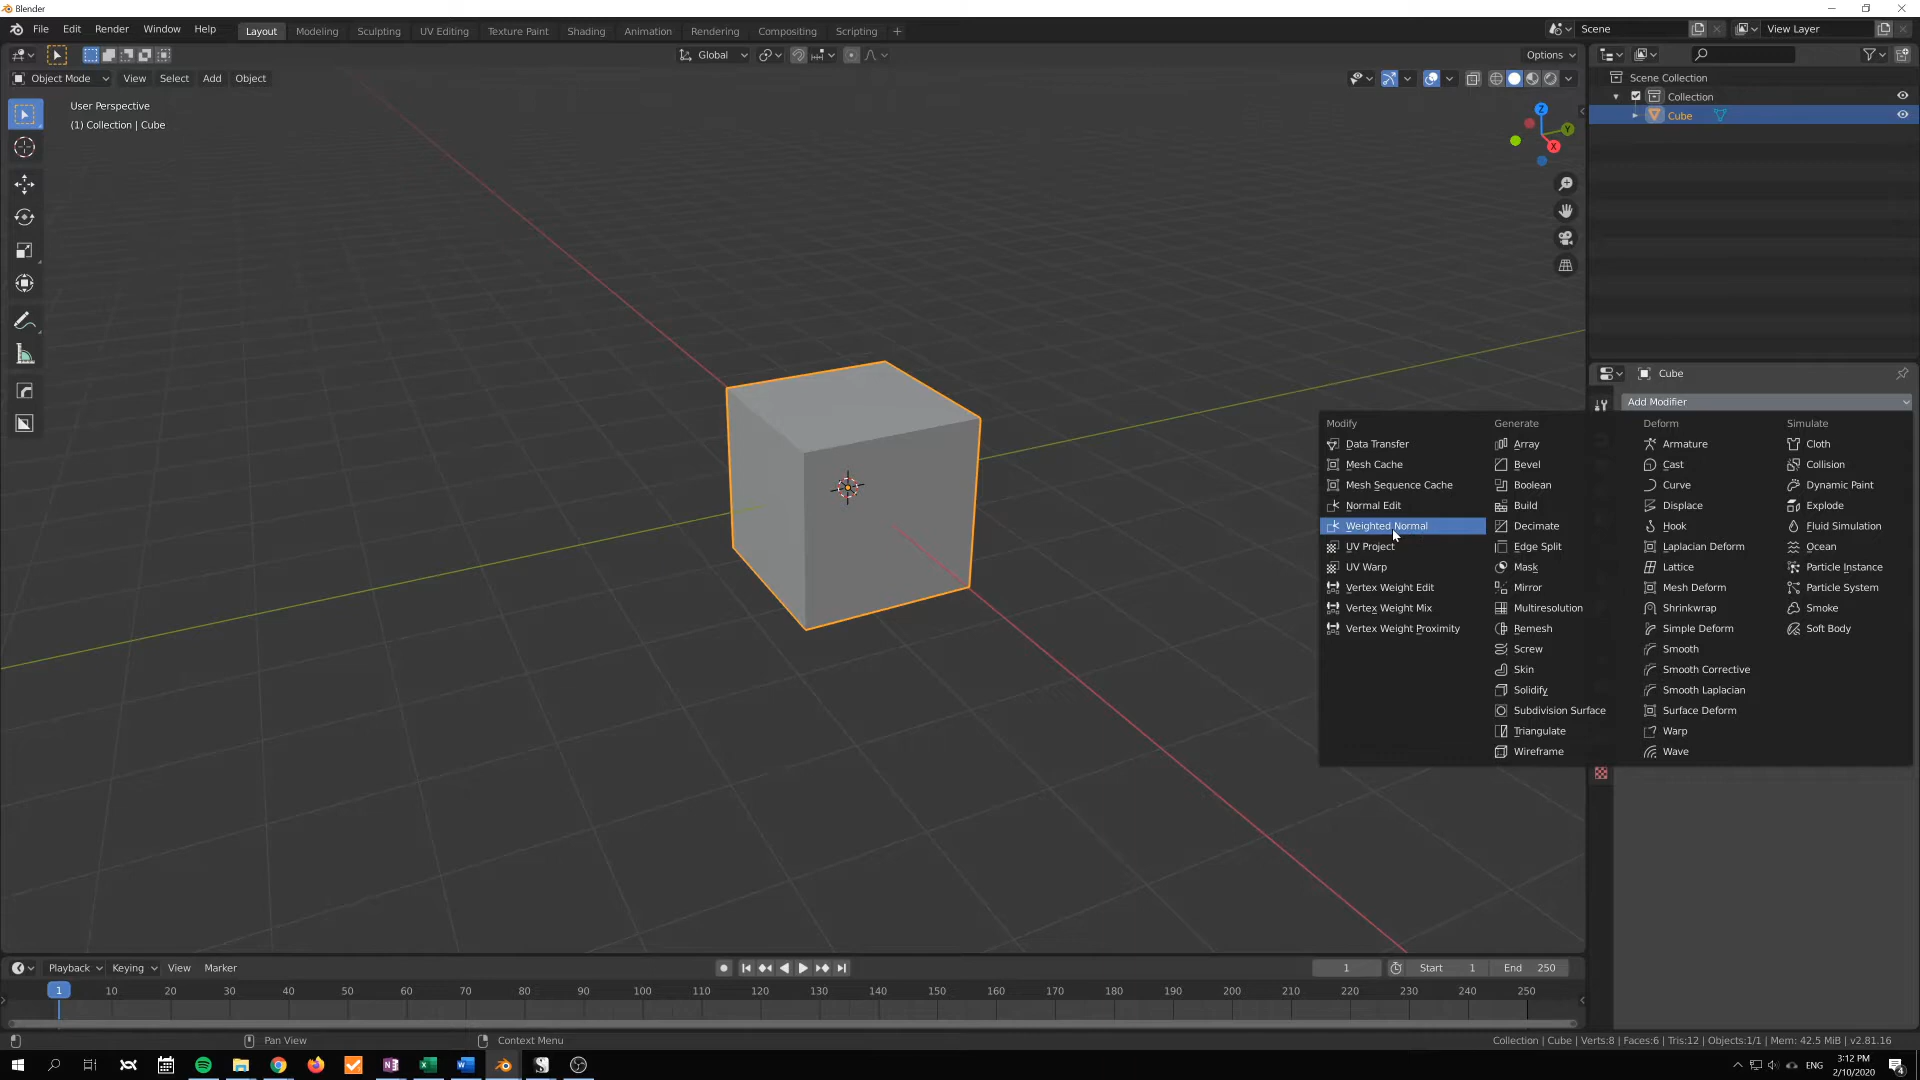 Blender
File Edit Render Window Help Layout Modeling Sculpting UV Editing Texture Paint Shading Animation Rendering Compositing Scripting + Scene View Layer
Global Options
Object Mode View Select Add Object
User Perspective
(1) Collection | Cube
Z
Y
X
Scene Collection
Collection
Cube
Cube
Add Modifier
Modify Generate Deform Simulate
Data Transfer Array Armature Cloth
Mesh Cache Bevel Cast Collision
Mesh Sequence Cache Boolean Curve Dynamic Paint
Normal Edit Build Displace Explode
Weighted Normal Decimate Hook Fluid Simulation
UV Project Edge Split Laplacian Deform Ocean
UV Warp Mask Lattice Particle Instance
Vertex Weight Edit Mirror Mesh Deform Particle System
Vertex Weight Mix Multiresolution Shrinkwrap Smoke
Vertex Weight Proximity Remesh Simple Deform Soft Body
Screw Smooth
Skin Smooth Corrective
Solidify Smooth Laplacian
Subdivision Surface Surface Deform
Triangulate Warp
Wireframe Wave
Playback Keying View Marker 1 Start 1 End 250
1 10 20 30 40 50 60 70 80 90 100 110 120 130 140 150 160 170 180 190 200 210 220 230 240 250
Pan View Context Menu Collection | Cube | Verts:8 | Faces:6 | Tris:12 | Objects:1/1 | Mem: 42.5 MiB | v2.81.16
ENG 3:12 PM
2/10/2020 4